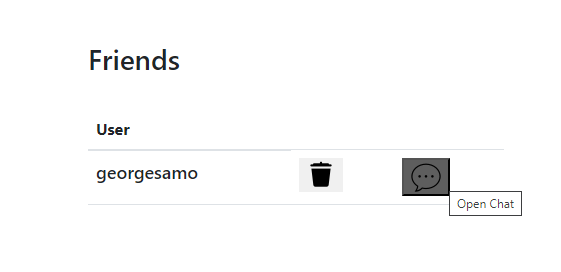 Friends
User
georgesamo
Open Chat